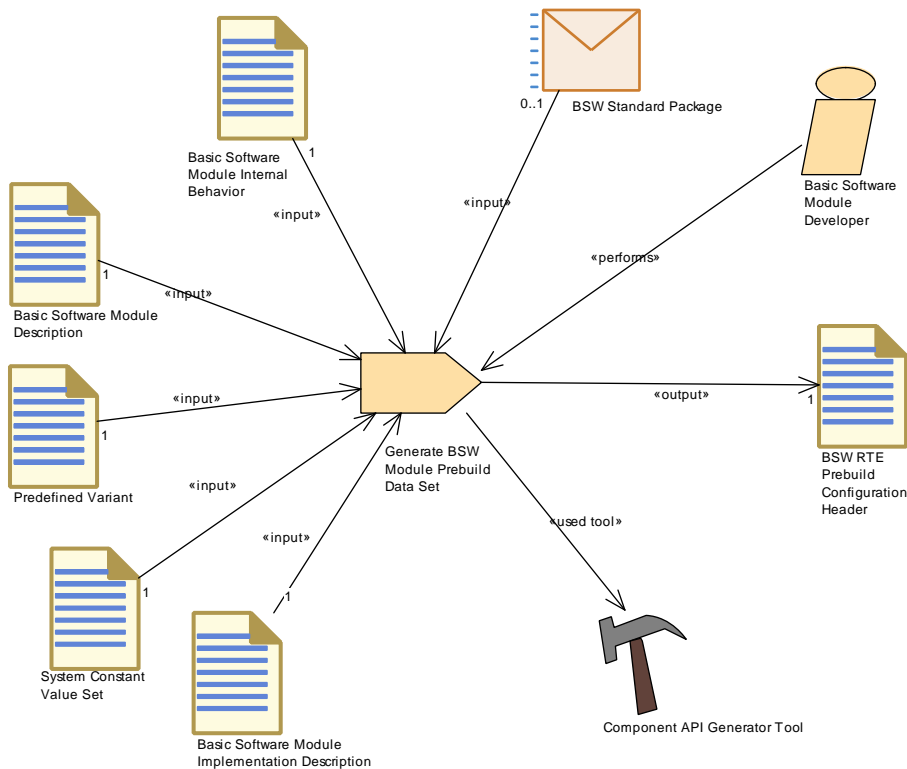 0..1
BSW Standard Package
1
Basic Software
Module Internal
Behavior
Basic Software
Module
Developer
«input»
«input»
«performs»
1
«input»
Basic Software Module
Description
«input»
1
Predefined Variant
«output»
1
Generate BSW
Module Prebuild
Data Set
BSW RTE
Prebuild
Configuration
Header
«input»
«used tool»
«input»
1
1
System Constant
Value Set
Component API Generator Tool
Basic Software Module
Implementation Description